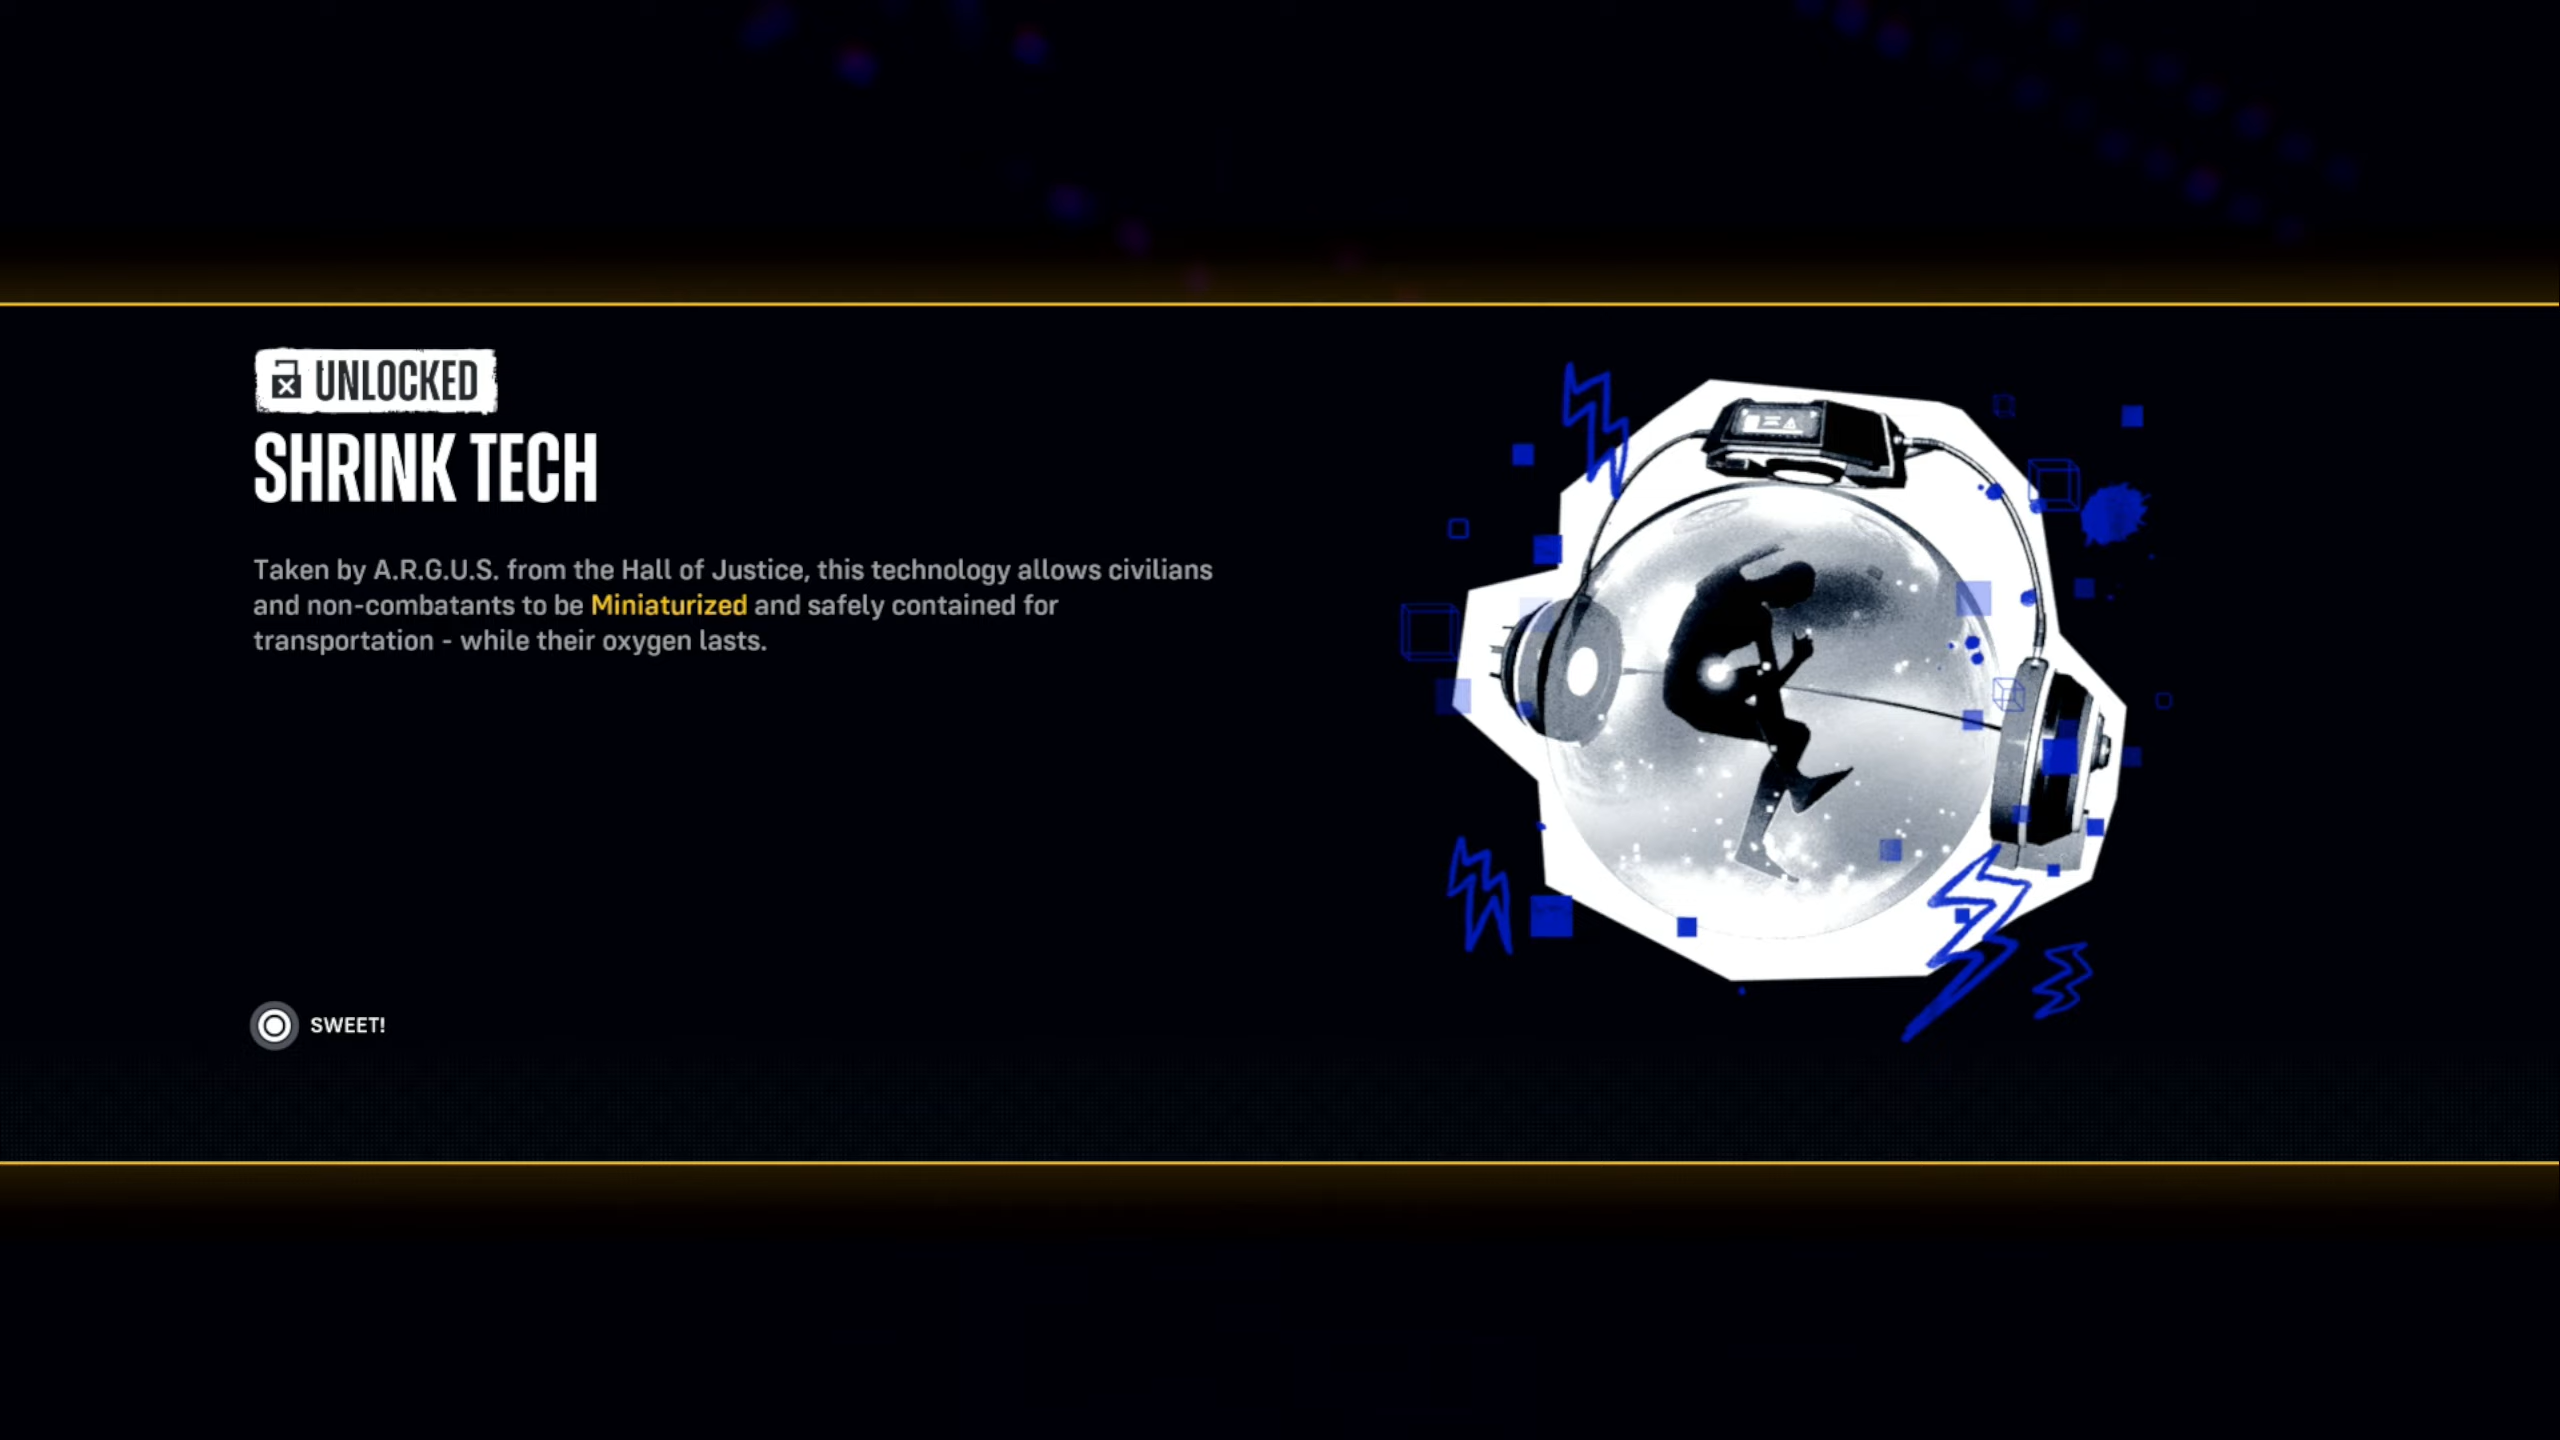 UNLOCKED
SHRINK TECH
Taken by A.R.G.U.S. from the Hall of Justice, this technology allows civilians
and non-combatants to be Miniaturized and safely contained for
transportation - while their oxygen lasts.
SWEET!